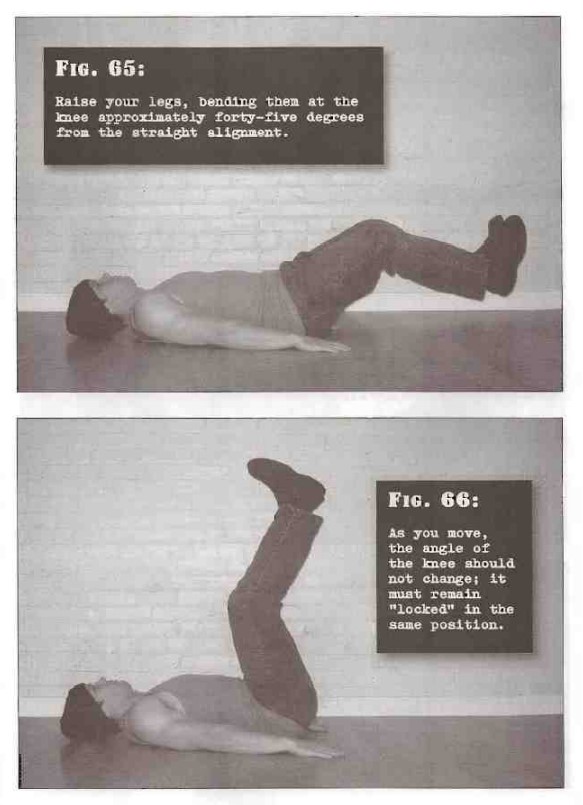 FIG. 65:
Raise your legs, bending them at the
knee approximately forty-five degrees
from the straight alignment.
FIG. 66:
As you move,
the angle of
the knee should
not change; it
must remain
"locked" in the
same position.